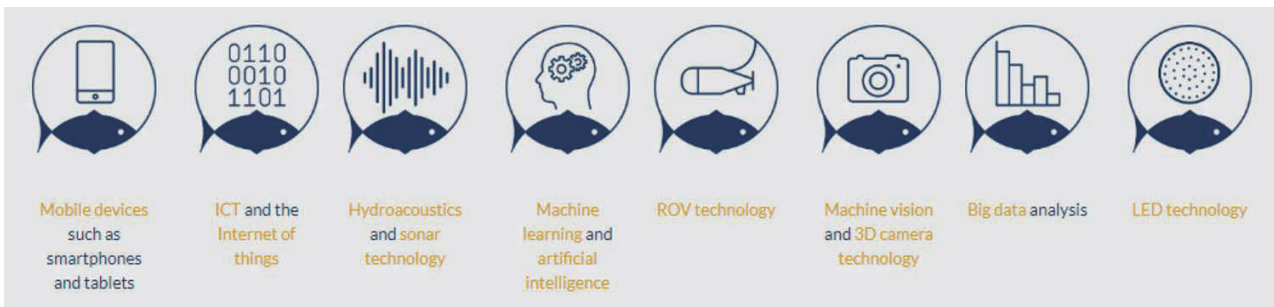 0110
0010
1101
Mobile devices
such as
smartphones
and tablets
ICT and the
Internet of
things
Hydroacoustics
and sonar
technology
Machine
learning and
artificial
intelligence
ROV technology
Machine vision
and 3D camera
technology
Big data analysis
LED technology